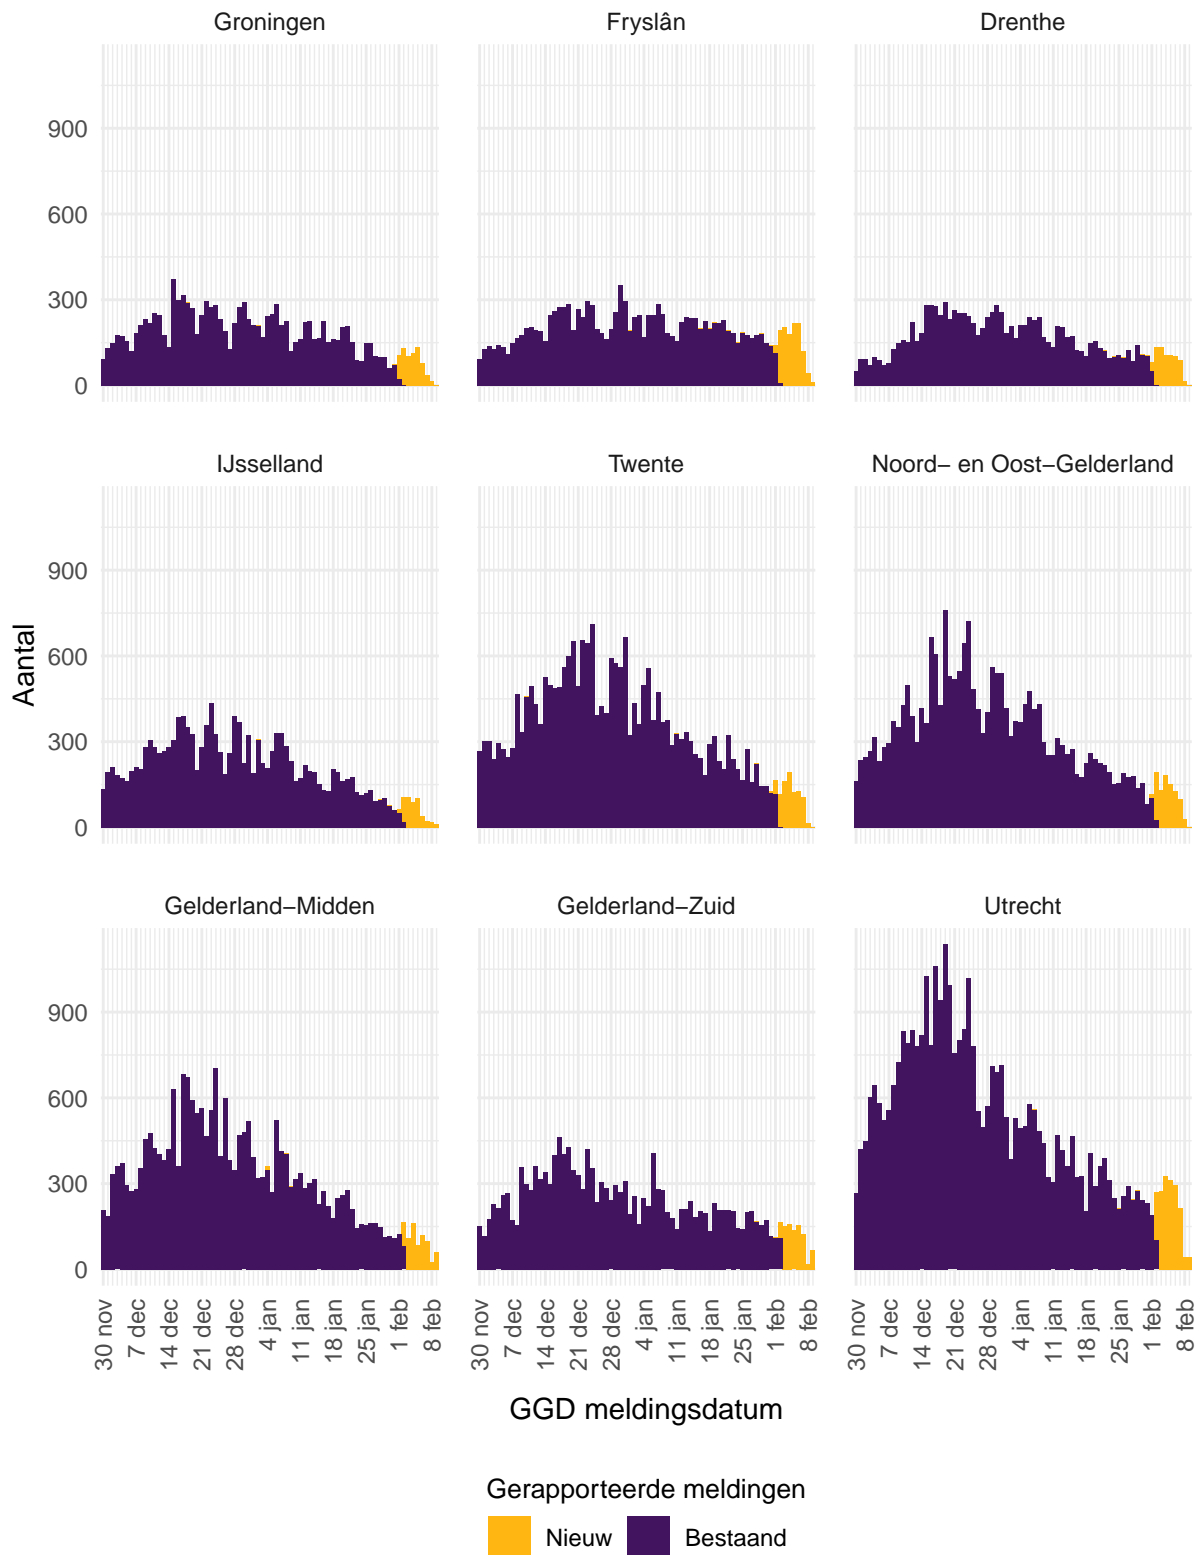 Groningen
Fryslân
Drenthe
900
600
300
0
IJsselland
Twente
Noord− en Oost−Gelderland
900
600
300
0
Aantal
Gelderland−Midden
Gelderland−Zuid
Utrecht
900
600
300
0
30 nov
7 dec
14 dec
21 dec
28 dec
4 jan
11 jan
18 jan
25 jan
1 feb
8 feb
30 nov
7 dec
14 dec
21 dec
28 dec
4 jan
11 jan
18 jan
25 jan
1 feb
8 feb
30 nov
7 dec
14 dec
21 dec
28 dec
4 jan
11 jan
18 jan
25 jan
1 feb
8 feb
GGD meldingsdatum
Gerapporteerde meldingen
Nieuw Bestaand